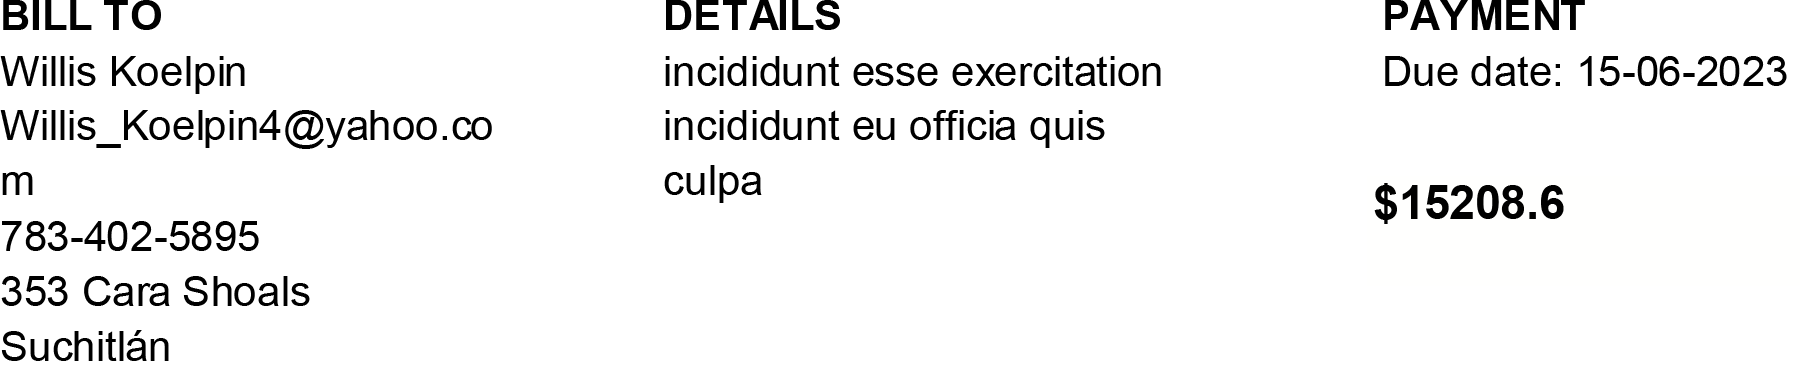 BILL TO
Willis Koelpin
Willis_Koelpin4@yahoo.co
m
783-402-5895
353 Cara Shoals
Suchitlán
DETAILS
incididunt esse exercitation
incididunt eu officia quis
culpa
PAYMENT
Due date: 15-06-2023
$15208.6